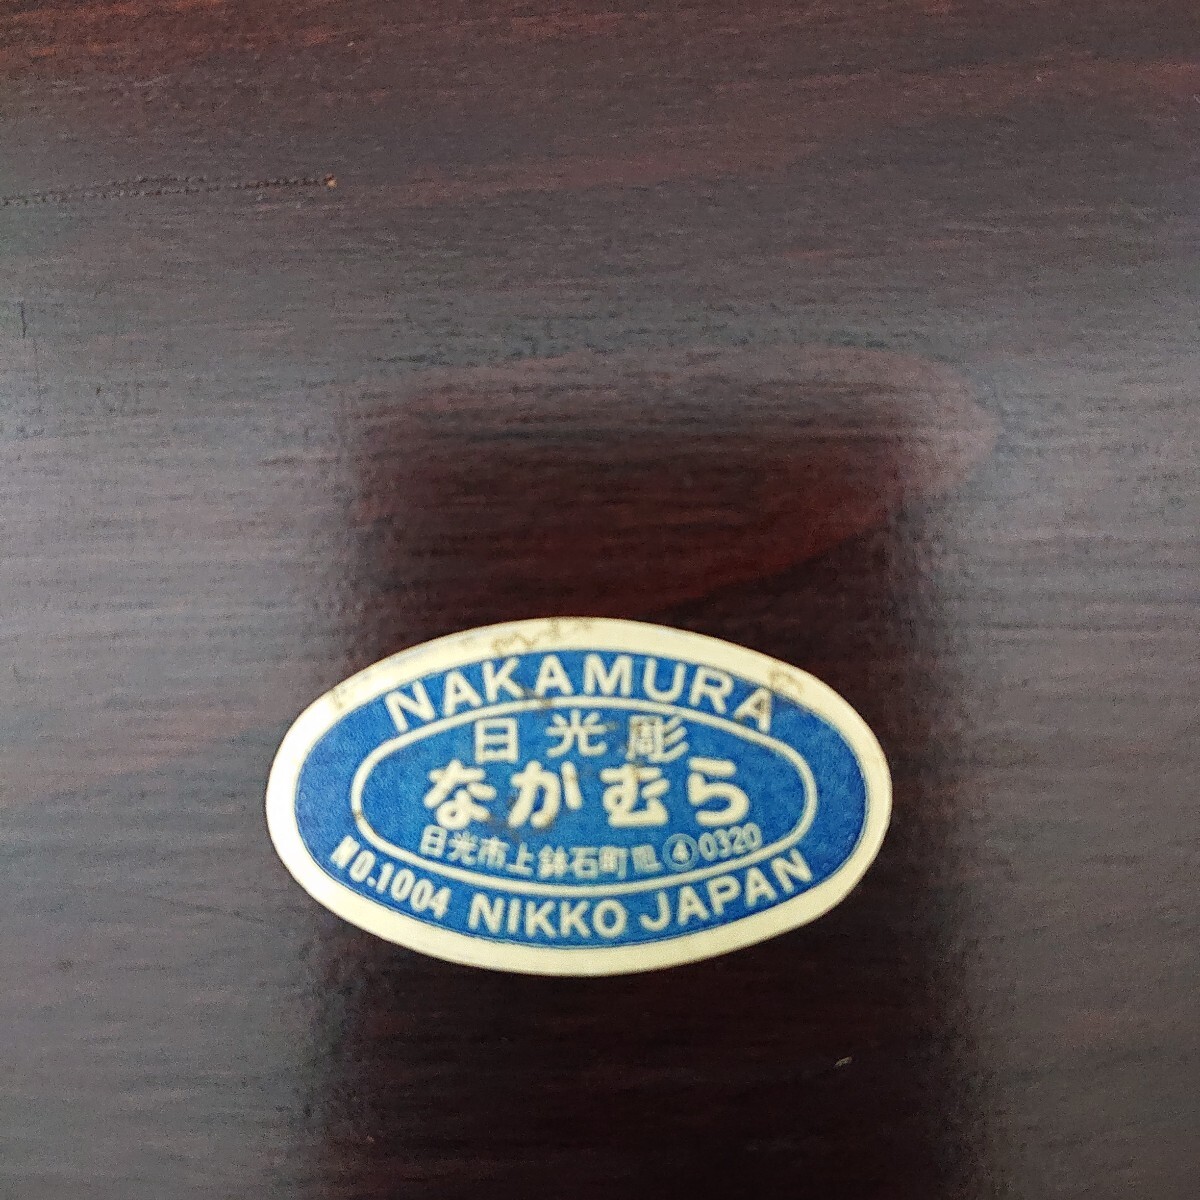 NAKAMURA
日光彫
なかむら
日光市上鉢石町 ④0320
NO.1004 NIKKO JAPAN